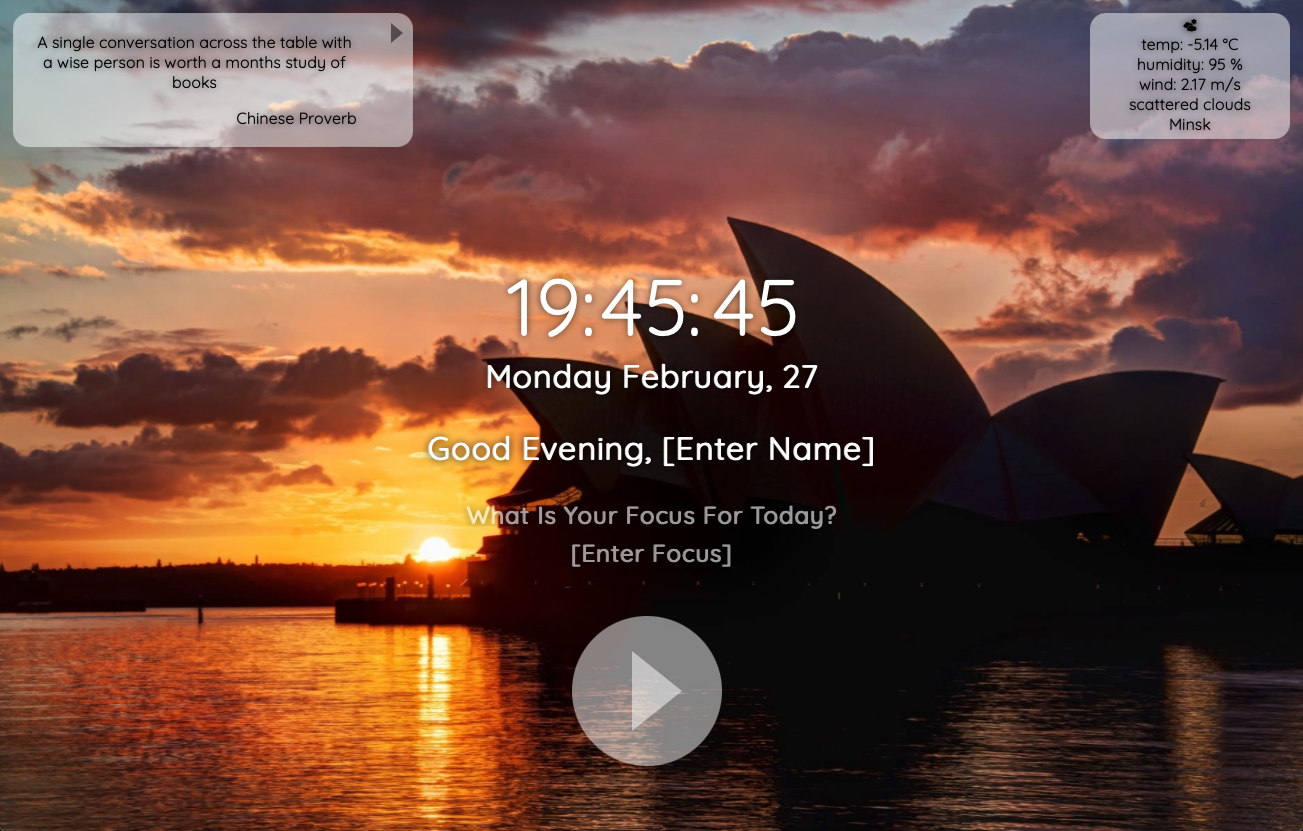 A single conversation across the table with
a wise person is worth a months study of
books
Chinese Proverb
temp: -5.14 °C
humidity: 95 %
wind: 2.17 m/s
scattered clouds
Minsk
19:45:45
Monday February, 27
Good Evening, [Enter Name]
What Is Your Focus For Today?
[Enter Focus]